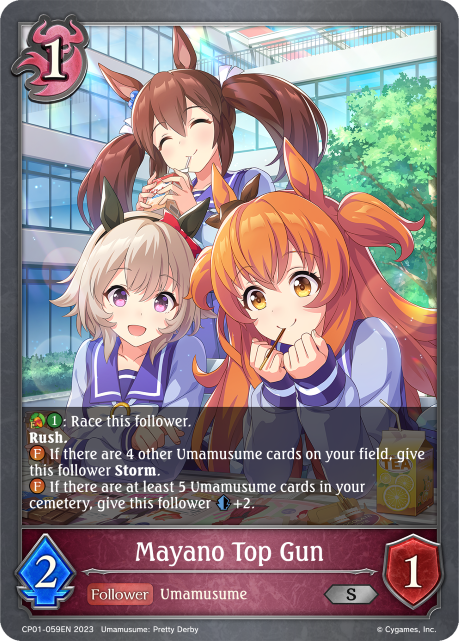 1
1: Race this follower.
Rush.
F If there are 4 other Umamusume cards on your field, give
this follower Storm.
F If there are at least 5 Umamusume cards in your
cemetery, give this follower +2.
TEA
Mayano Top Gun
2
Follower Umamusume
S
1
CP01-059EN 2023 Umamusume: Pretty Derby © Cygames, Inc.